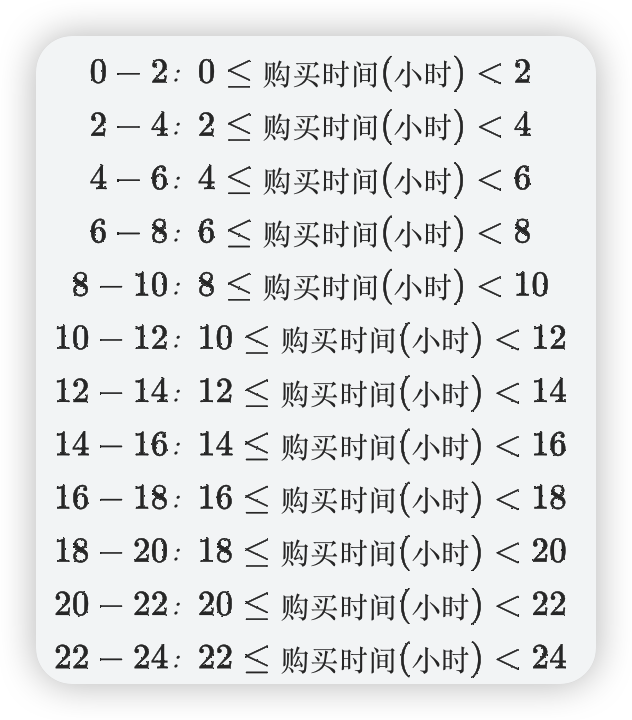 0 − 2: 0 ≤ 购买时间(小时) < 2
2 − 4: 2 ≤ 购买时间(小时) < 4
4 − 6: 4 ≤ 购买时间(小时) < 6
6 − 8: 6 ≤ 购买时间(小时) < 8
8 − 10: 8 ≤ 购买时间(小时) < 10
10 − 12: 10 ≤ 购买时间(小时) < 12
12 − 14: 12 ≤ 购买时间(小时) < 14
14 − 16: 14 ≤ 购买时间(小时) < 16
16 − 18: 16 ≤ 购买时间(小时) < 18
18 − 20: 18 ≤ 购买时间(小时) < 20
20 − 22: 20 ≤ 购买时间(小时) < 22
22 − 24: 22 ≤ 购买时间(小时) < 24